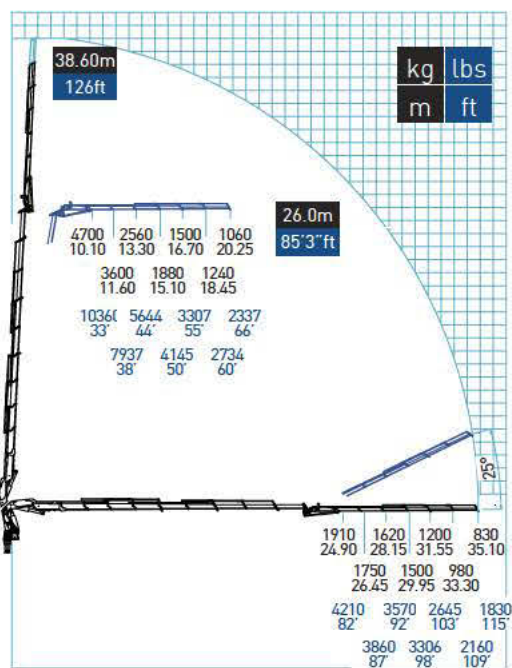 38.60m
126ft
kg lbs
m ft
26.0m
85'3"ft
4700 2560 1500 1060
10.10 13.30 16.70 20.25
3600 1880 1240
11.60 15.10 18.45
10360 5644 3307 2337
33' 44' 55' 66'
7937 4145 2734
38' 50' 60'
25°
1910 1620 1200 830
24.90 28.15 31.55 35.10
1750 1500 980
26.45 29.95 33.30
4210 3570 2645 1830
82' 92' 103' 115'
3860 3306 2160
87' 98' 109'